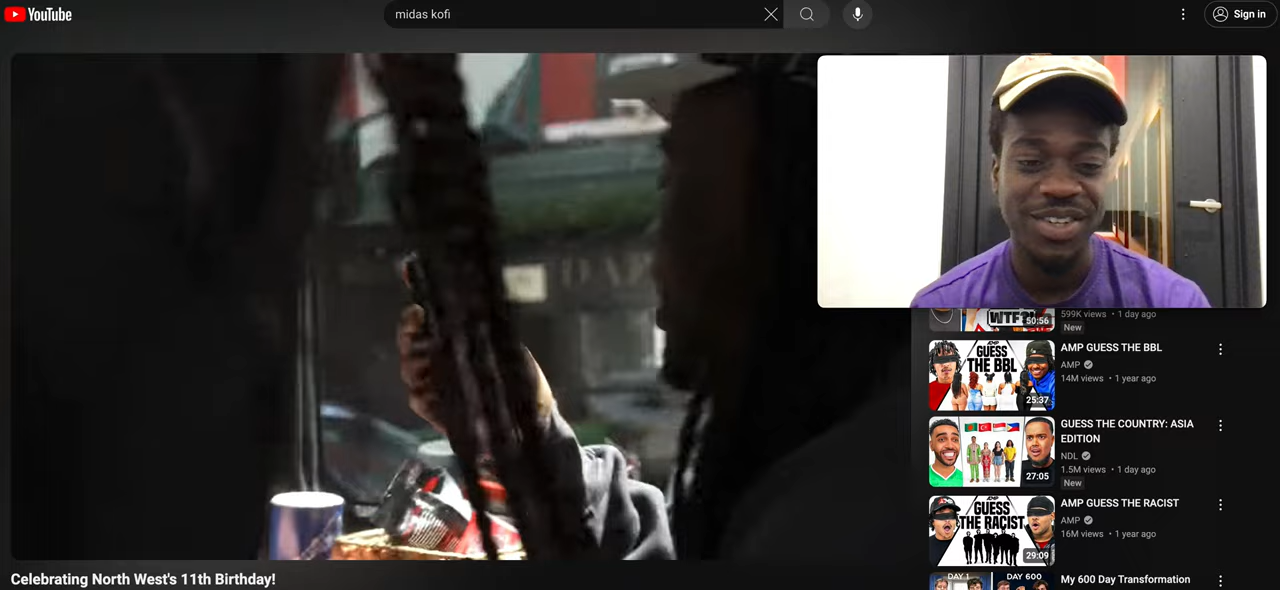 YouTube
midas kofi
Sign in
WTF?!
50:56
599K views • 1 day ago
New
AMP
GUESS
THE BBL
25:37
AMP GUESS THE BBL
AMP
14M views • 1 year ago
27:05
GUESS THE COUNTRY: ASIA
EDITION
NDL
1.5M views • 1 day ago
New
AMP
GUESS
THE RACIST
29:09
AMP GUESS THE RACIST
AMP
16M views • 1 year ago
DAY 1
DAY 600
My 600 Day Transformation
Celebrating North West's 11th Birthday!